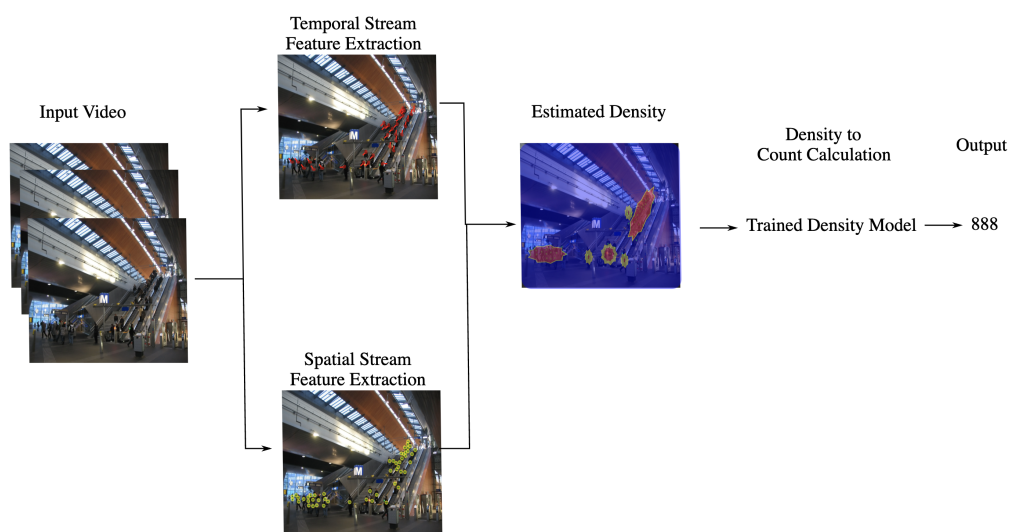 Temporal Stream
Feature Extraction
Input Video
Estimated Density
Density to
Count Calculation
Output
M
M
M
M
Trained Density Model
888
Spatial Stream
Feature Extraction